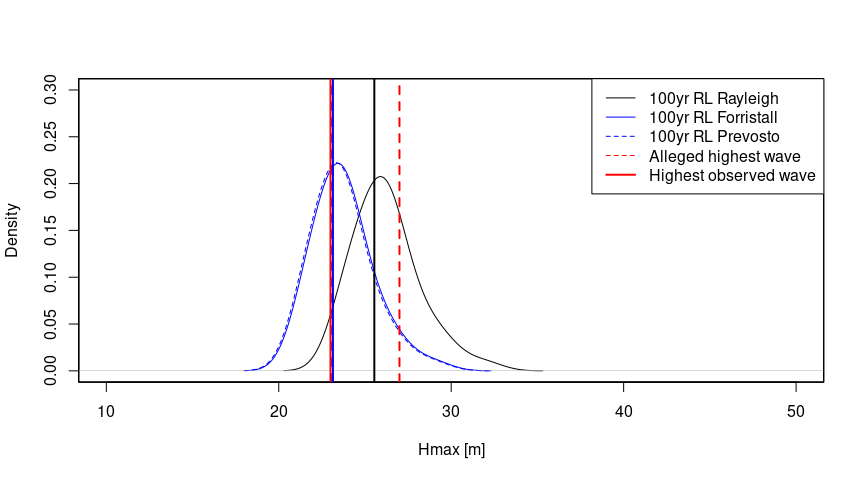 0.30
0.25
0.20
0.15
0.10
0.05
0.00
Density
10 20 30 40 50
Hmax [m]
100yr RL Rayleigh
100yr RL Forristall
100yr RL Prevosto
Alleged highest wave
Highest observed wave